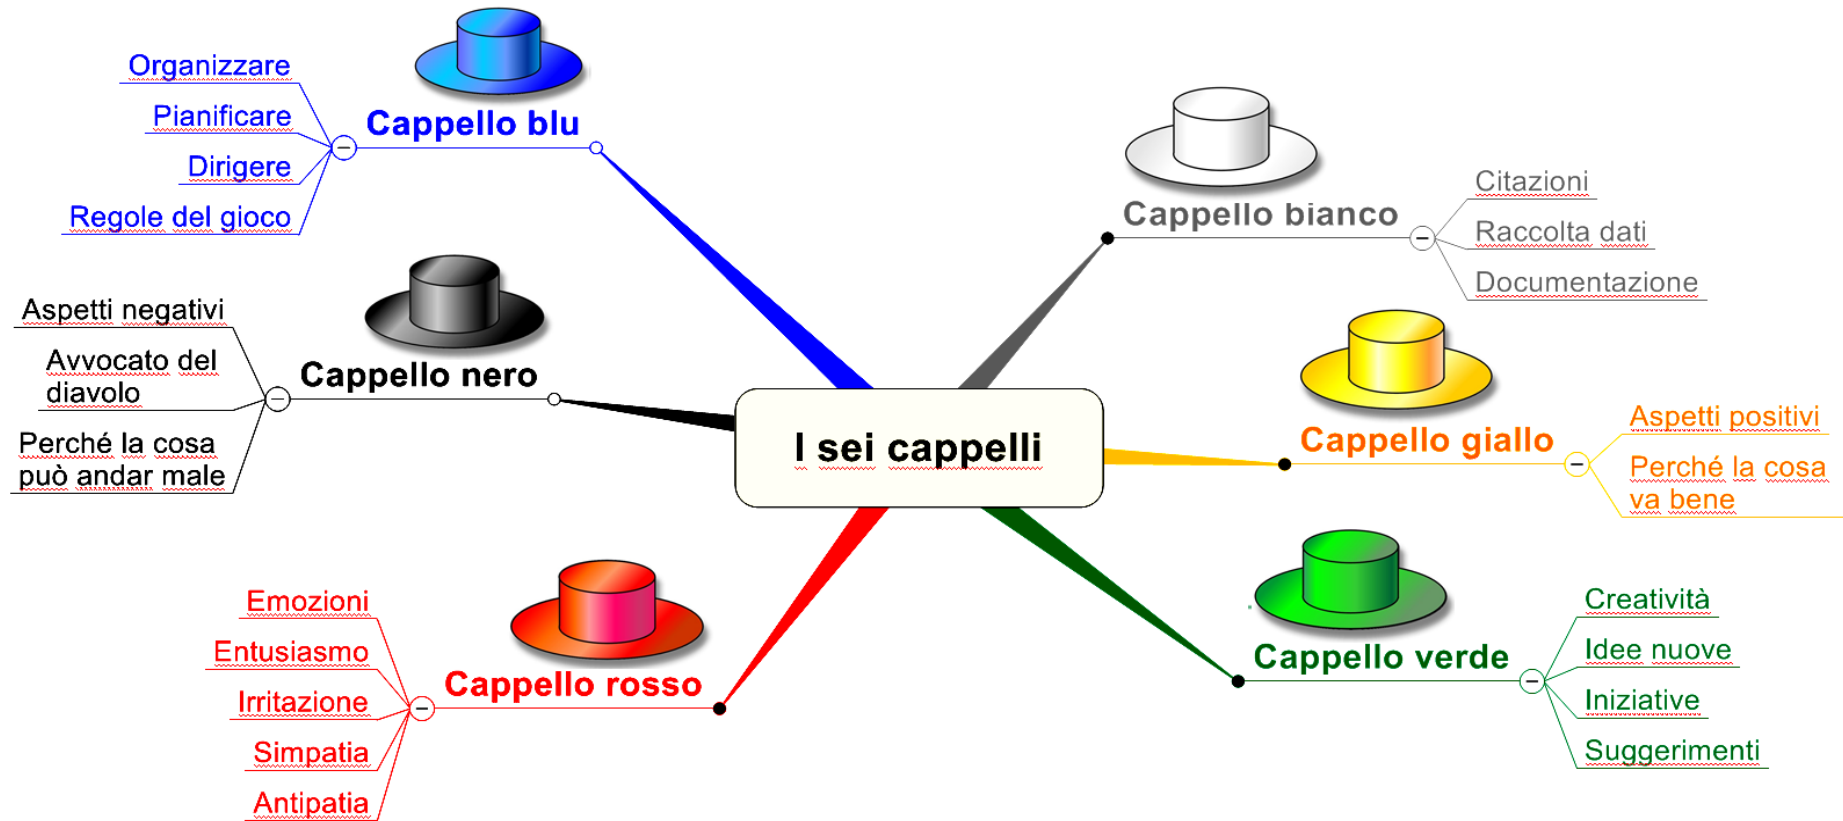 I sei cappelli
Cappello blu
Organizzare
Pianificare
Dirigere
Regole del gioco
Cappello nero
Aspetti negativi
Avvocato del
diavolo
Perché la cosa
può andar male
Cappello rosso
Emozioni
Entusiasmo
Irritazione
Simpatia
Antipatia
Cappello bianco
Citazioni
Raccolta dati
Documentazione
Cappello giallo
Aspetti positivi
Perché la cosa
va bene
Cappello verde
Creatività
Idee nuove
Iniziative
Suggerimenti